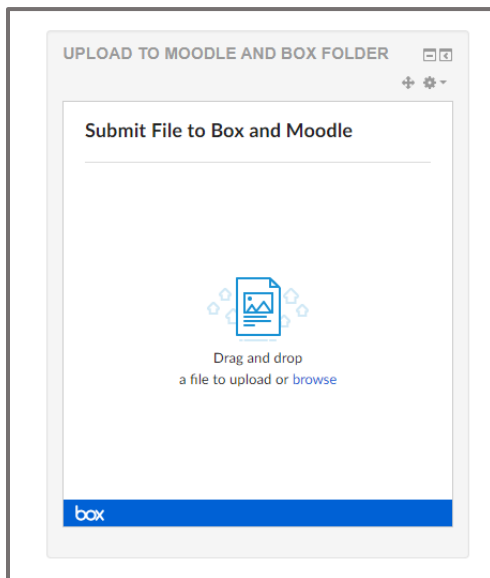 UPLOAD TO MOODLE AND BOX FOLDER
Submit File to Box and Moodle
Drag and drop
a file to upload or browse
box